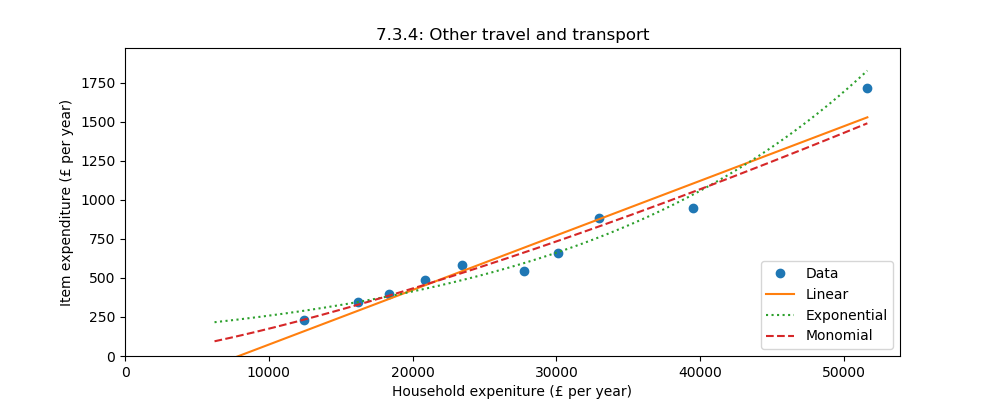 7.3.4: Other travel and transport
Item expenditure (£ per year)
1750
1500
1250
1000
750
500
250
0
0 10000 20000 30000 40000 50000
Household expeniture (£ per year)
Data
Linear
Exponential
Monomial